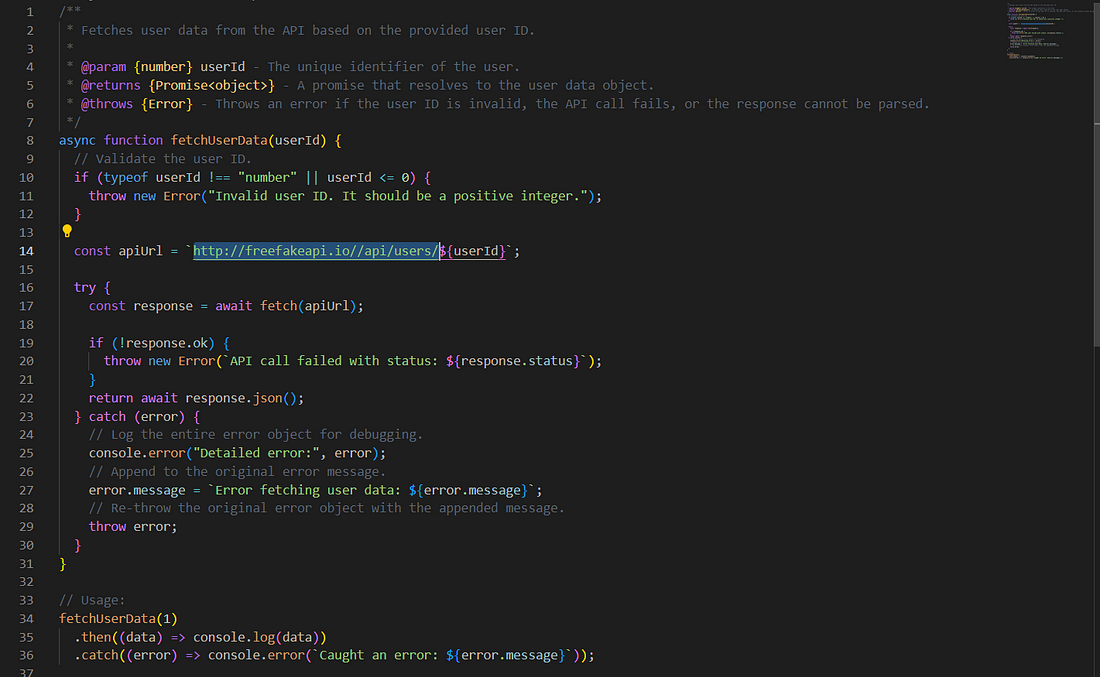 1 /**
2  * Fetches user data from the API based on the provided user ID.
3  *
4  * @param {number} userId - The unique identifier of the user.
5  * @returns {Promise<object>} - A promise that resolves to the user data object.
6  * @throws {Error} - Throws an error if the user ID is invalid, the API call fails, or the response cannot be parsed.
7  */
8 async function fetchUserData(userId) {
9   // Validate the user ID.
10   if (typeof userId !== "number" || userId <= 0) {
11     throw new Error("Invalid user ID. It should be a positive integer.");
12   }
13
14   const apiUrl = `http://freefakeapi.io//api/users/${userId}`;
15
16   try {
17     const response = await fetch(apiUrl);
18
19     if (!response.ok) {
20       throw new Error(`API call failed with status: ${response.status}`);
21     }
22     return await response.json();
23   } catch (error) {
24     // Log the entire error object for debugging.
25     console.error("Detailed error:", error);
26     // Append to the original error message.
27     error.message = `Error fetching user data: ${error.message}`;
28     // Re-throw the original error object with the appended message.
29     throw error;
30   }
31 }
32
33 // Usage:
34 fetchUserData(1)
35   .then((data) => console.log(data))
36   .catch((error) => console.error(`Caught an error: ${error.message}`));
37